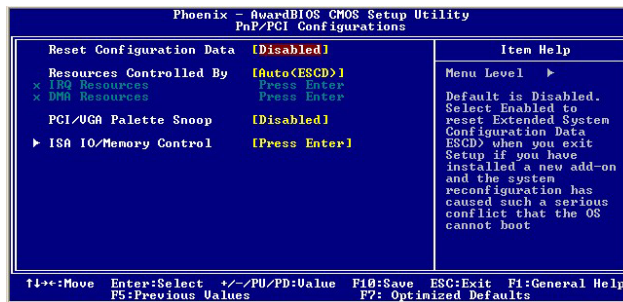 Phoenix - AwardBIOS CMOS Setup Utility
PnP/PCI Configurations
Reset Configuration Data [Disabled]
Resources Controlled By [Auto(ESCD)]
x IRQ Resources Press Enter
x DMA Resources Press Enter
PCI/VGA Palette Snoop [Disabled]
▶ ISA IO/Memory Control [Press Enter]
Item Help
Menu Level ▶
Default is Disabled.
Select Enabled to
reset Extended System
Configuration Data
ESCD) when you exit
Setup if you have
installed a new add-on
and the system
reconfiguration has
caused such a serious
conflict that the OS
cannot boot
↑↓→←:Move Enter:Select +/-/PU/PD:Value F10:Save ESC:Exit F1:General Help
F5:Previous Values F7: Optimized Defaults